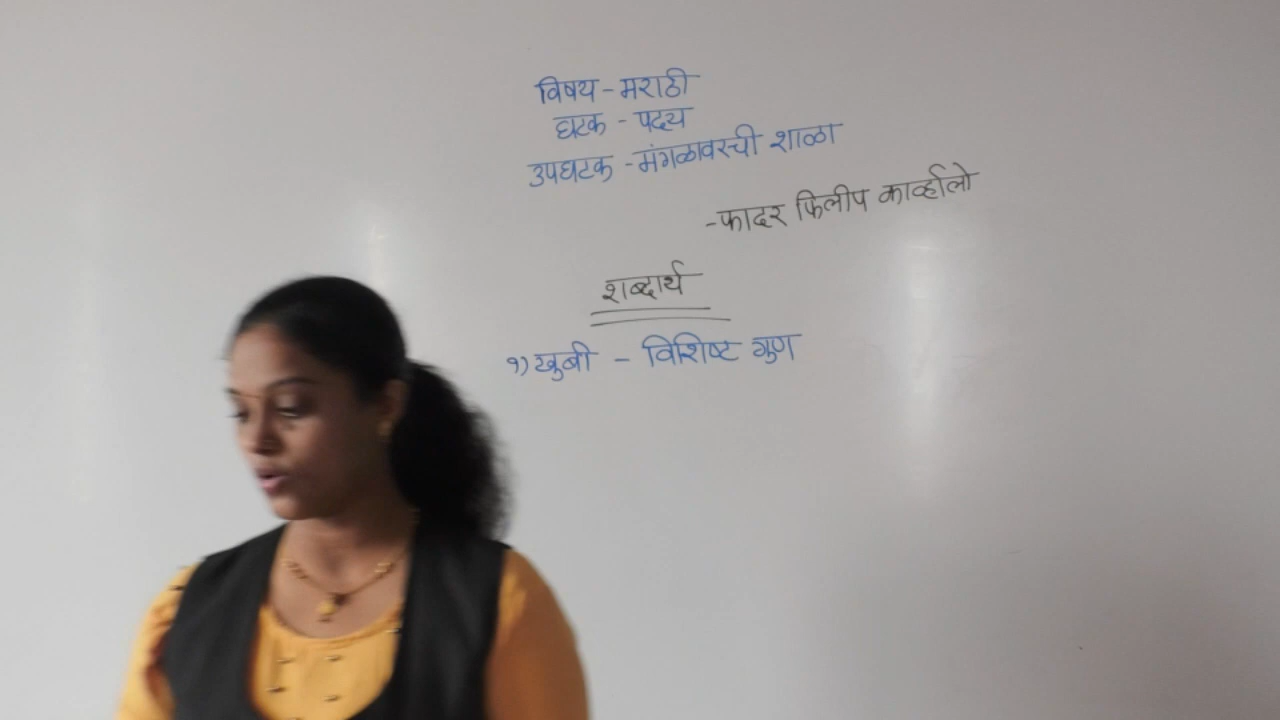 विषय - मराठी
घटक - पद्य
उपघटक - मंगळावरची शाळा
- फादर फिलीप कार्व्हालो
शब्दार्थ
१) खुबी - विशिष्ट गुण